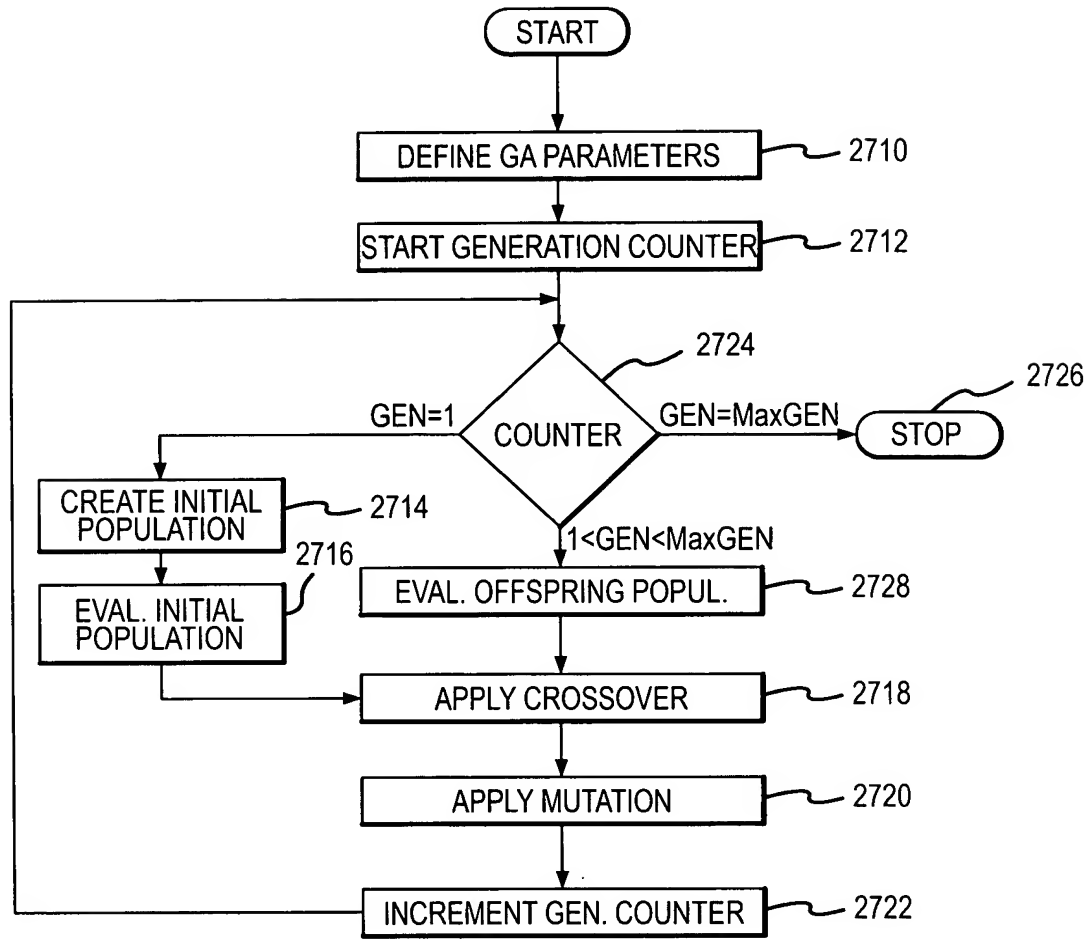 START
DEFINE GA PARAMETERS
2710
START GENERATION COUNTER
2712
2724
2726
GEN=1
COUNTER
GEN=MaxGEN
STOP
CREATE INITIAL
POPULATION
2714
1<GEN<MaxGEN
2716
EVAL. INITIAL
POPULATION
EVAL. OFFSPRING POPUL.
2728
APPLY CROSSOVER
2718
APPLY MUTATION
2720
INCREMENT GEN. COUNTER
2722